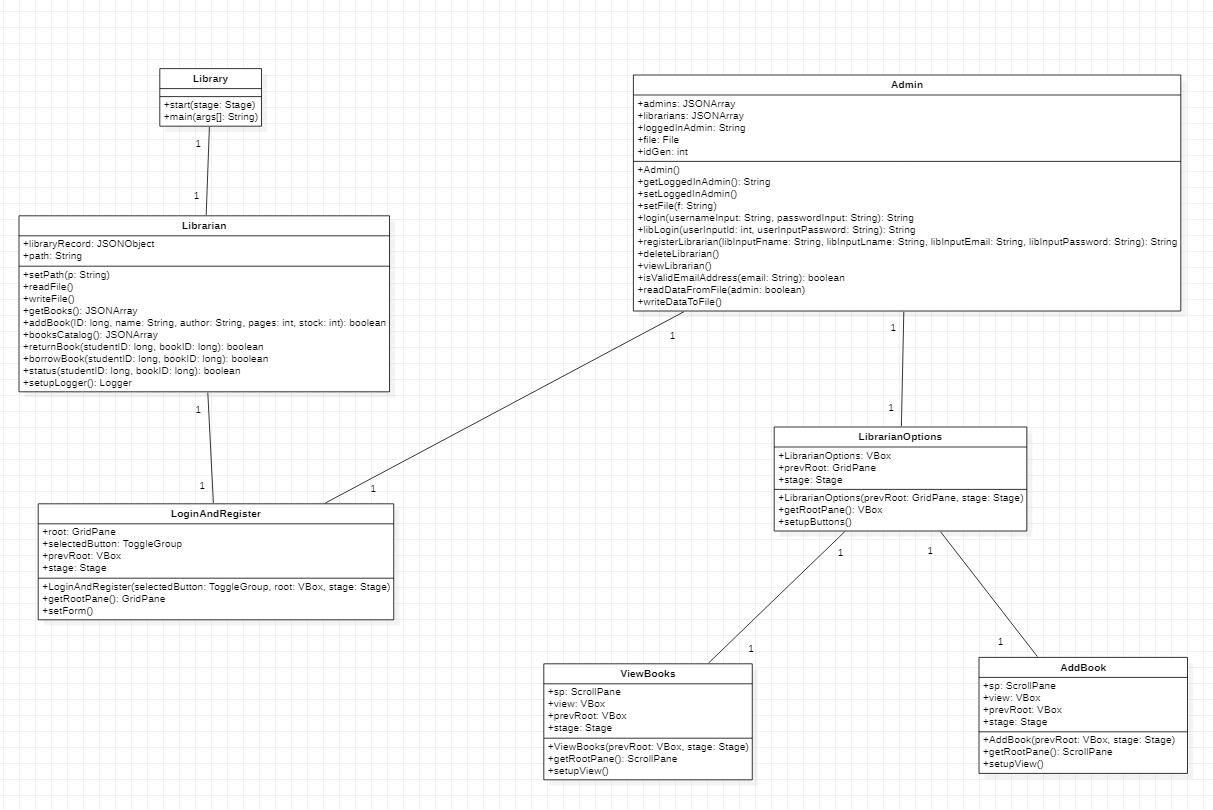 Library
+start(stage: Stage)
+main(args[]: String)
1
1
Librarian
+libraryRecord: JSONObject
+path: String
+setPath(p: String)
+readFile()
+writeFile()
+getBooks(): JSONArray
+addBook(ID: long, name: String, author: String, pages: int, stock: int): boolean
+booksCatalog(): JSONArray
+returnBook(studentID: long, bookID: long): boolean
+borrowBook(studentID: long, bookID: long): boolean
+status(studentID: long, bookID: long): boolean
+setupLogger(): Logger
1
1
LoginAndRegister
+root: GridPane
+selectedButton: ToggleGroup
+prevRoot: VBox
+stage: Stage
+LoginAndRegister(selectedButton: ToggleGroup, root: VBox, stage: Stage)
+getRootPane(): GridPane
+setForm()
Admin
+admins: JSONArray
+librarians: JSONArray
+loggedInAdmin: String
+file: File
+idGen: int
+Admin()
+getLoggedInAdmin(): String
+setLoggedInAdmin()
+setFile(f: String)
+login(usernameInput: String, passwordInput: String): String
+libLogin(userInputId: int, userInputPassword: String): String
+registerLibrarian(libInputFname: String, libInputLname: String, libInputEmail: String, libInputPassword: String): String
+deleteLibrarian()
+viewLibrarian()
+isValidEmailAddress(email: String): boolean
+readDataFromFile(admin: boolean)
+writeDataToFile()
1
1
1
1
LibrarianOptions
+LibrarianOptions: VBox
+prevRoot: GridPane
+stage: Stage
+LibrarianOptions(prevRoot: GridPane, stage: Stage)
+getRootPane(): VBox
+setupButtons()
1
1
1
1
ViewBooks
+sp: ScrollPane
+view: VBox
+prevRoot: VBox
+stage: Stage
+ViewBooks(prevRoot: VBox, stage: Stage)
+getRootPane(): ScrollPane
+setupView()
AddBook
+sp: ScrollPane
+view: VBox
+prevRoot: VBox
+stage: Stage
+AddBook(prevRoot: VBox, stage: Stage)
+getRootPane(): ScrollPane
+setupView()